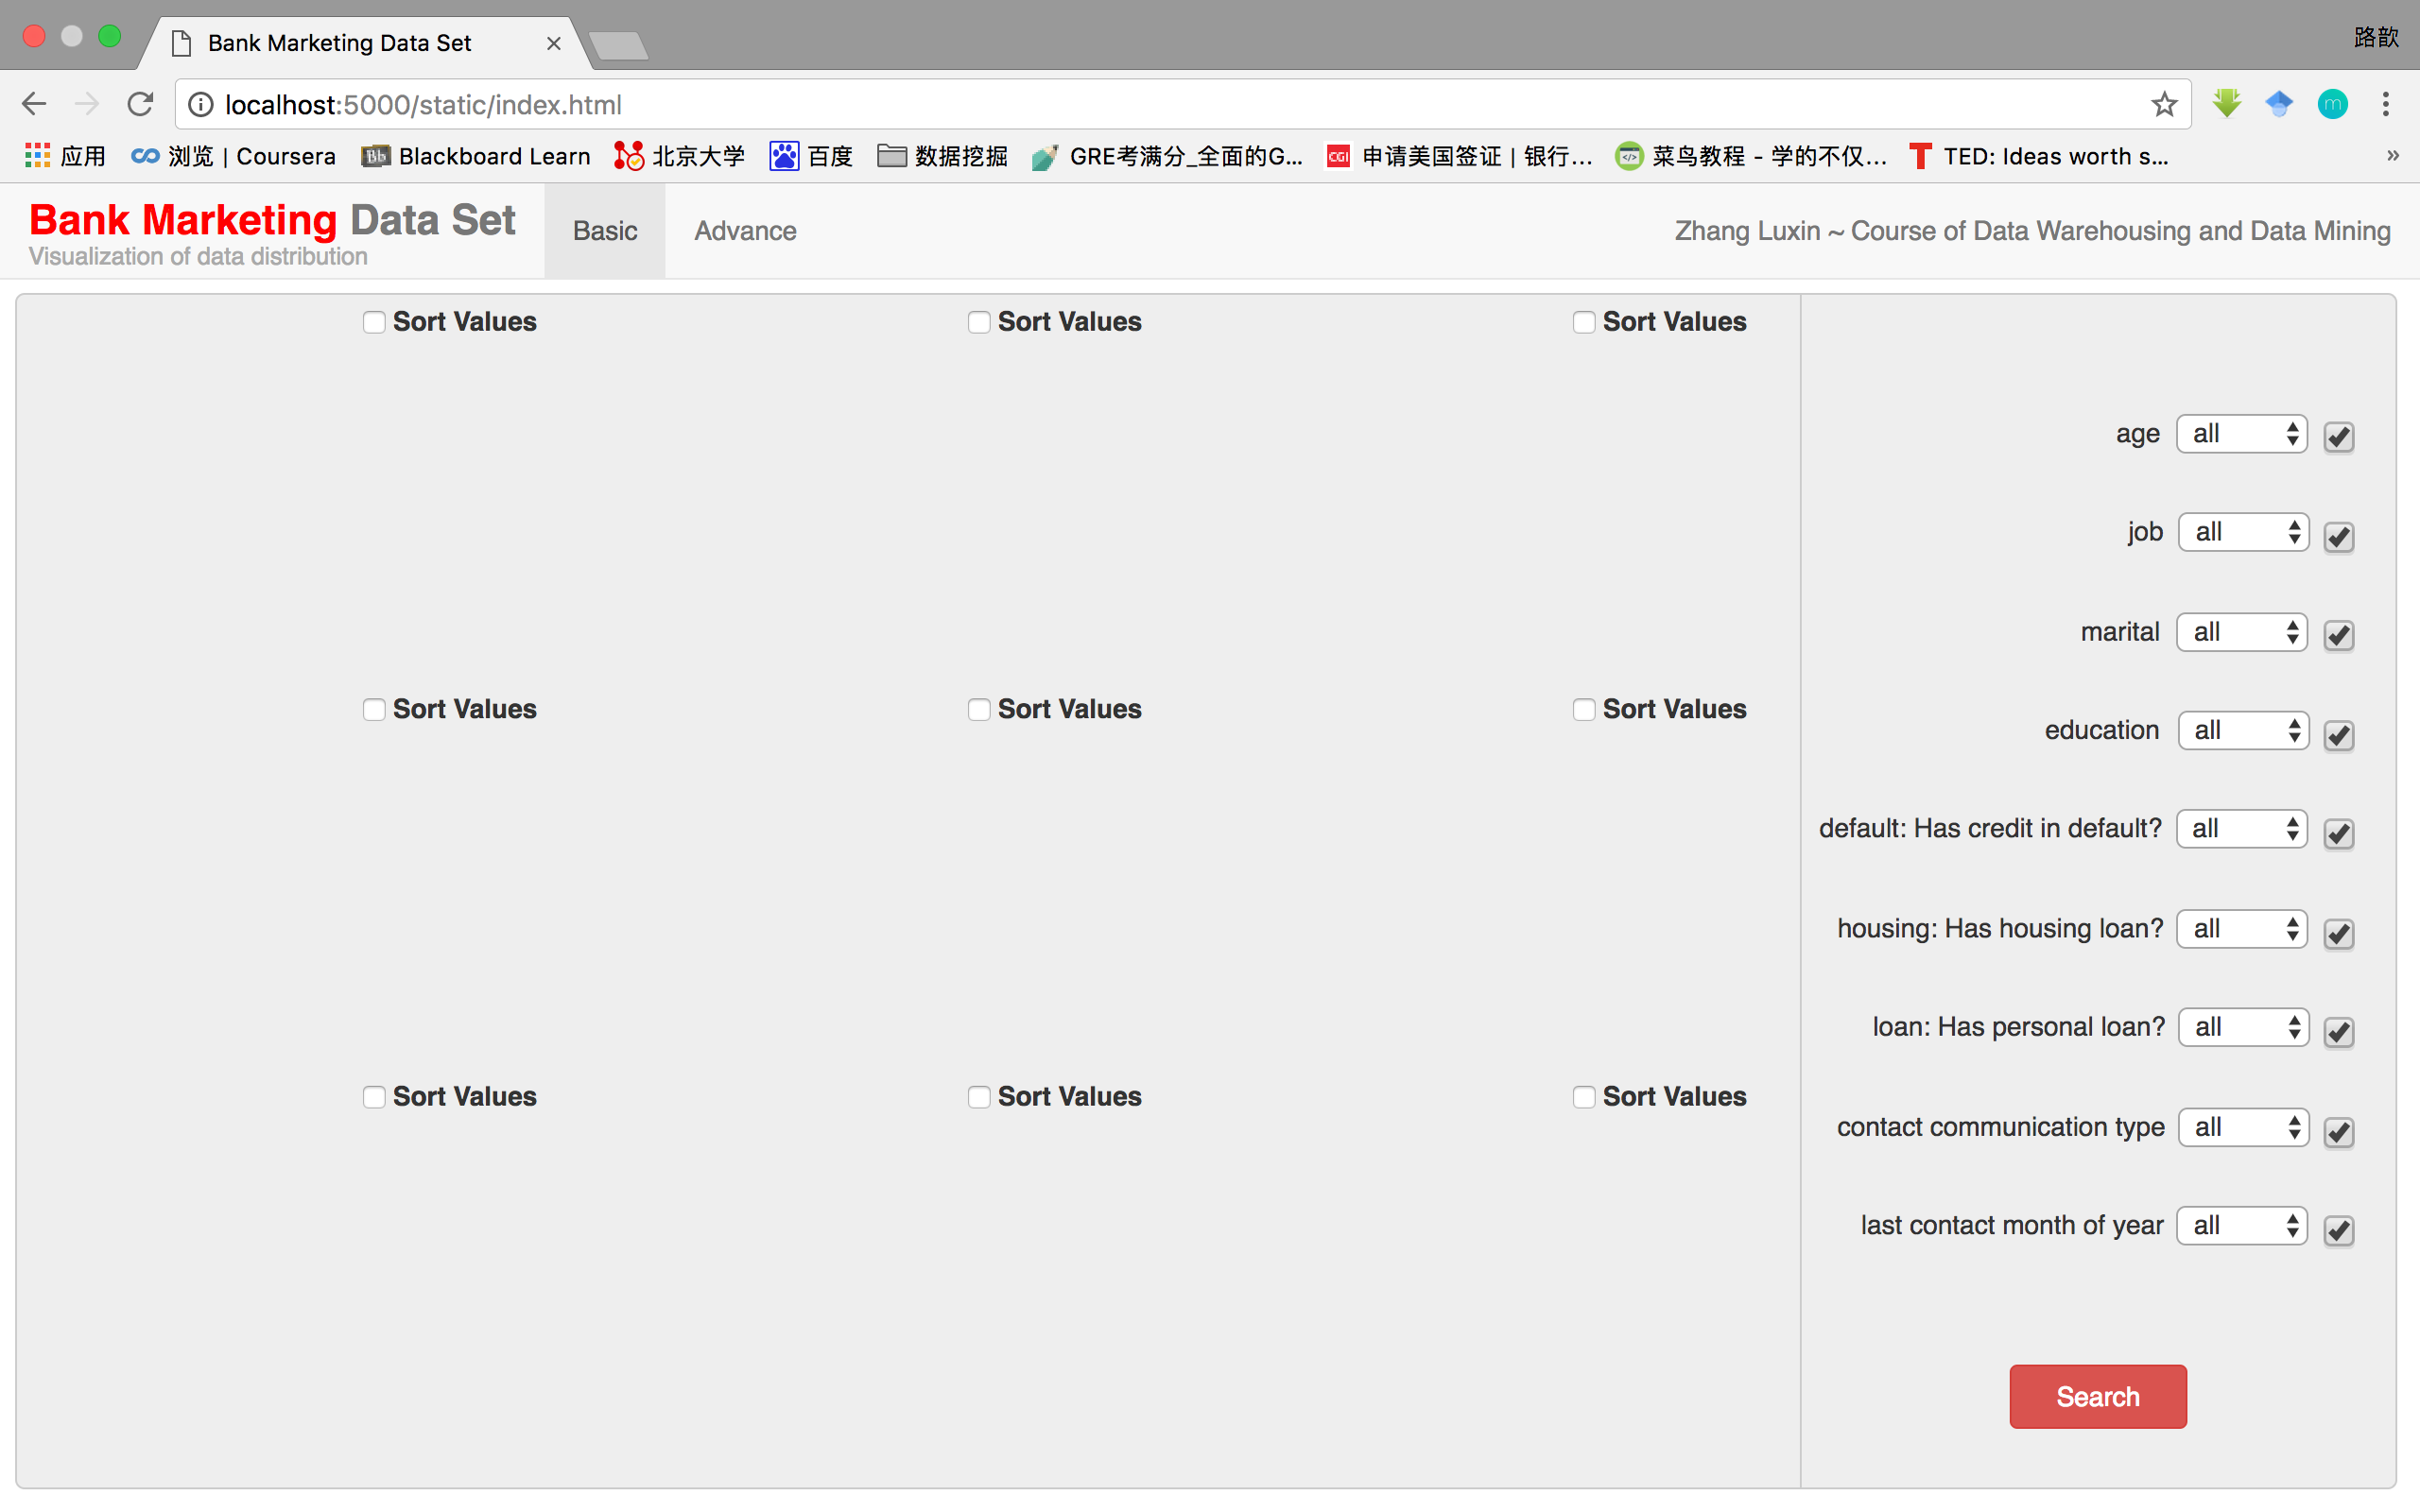 Bank Marketing Data Set
路歆
localhost:5000/static/index.html
m
应用 浏览 | Coursera Bb Blackboard Learn 北京大学 百度 数据挖掘 GRE考满分_全面的G... CGI 申请美国签证 | 银行... 菜鸟教程 - 学的不仅... TED: Ideas worth s... »
Bank Marketing Data Set
Visualization of data distribution
Basic
Advance
Zhang Luxin ~ Course of Data Warehousing and Data Mining
Sort Values Sort Values Sort Values
age all
job all
marital all
Sort Values Sort Values Sort Values
education all
default: Has credit in default? all
housing: Has housing loan? all
loan: Has personal loan? all
Sort Values Sort Values Sort Values
contact communication type all
last contact month of year all
Search